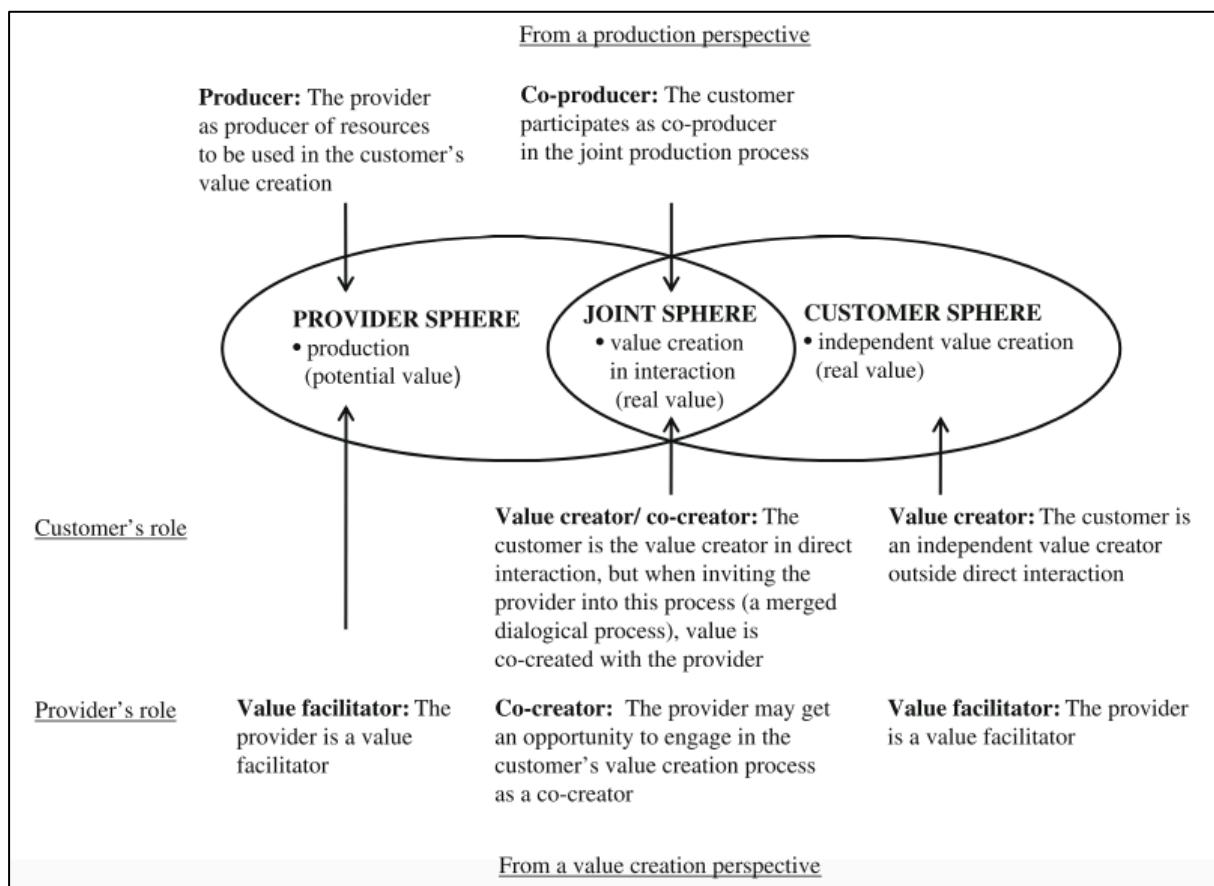 From a production perspective
Producer: The provider
as producer of resources
to be used in the customer's
value creation
Co-producer: The customer
participates as co-producer
in the joint production process
PROVIDER SPHERE
• production
(potential value)
JOINT SPHERE
• value creation
in interaction
(real value)
CUSTOMER SPHERE
• independent value creation
(real value)
Customer's role
Value creator/ co-creator: The
customer is the value creator in direct
interaction, but when inviting the
provider into this process (a merged
dialogical process), value is
co-created with the provider
Value creator: The customer is
an independent value creator
outside direct interaction
Provider's role
Value facilitator: The
provider is a value
facilitator
Co-creator: The provider may get
an opportunity to engage in the
customer's value creation process
as a co-creator
Value facilitator: The provider
is a value facilitator
From a value creation perspective